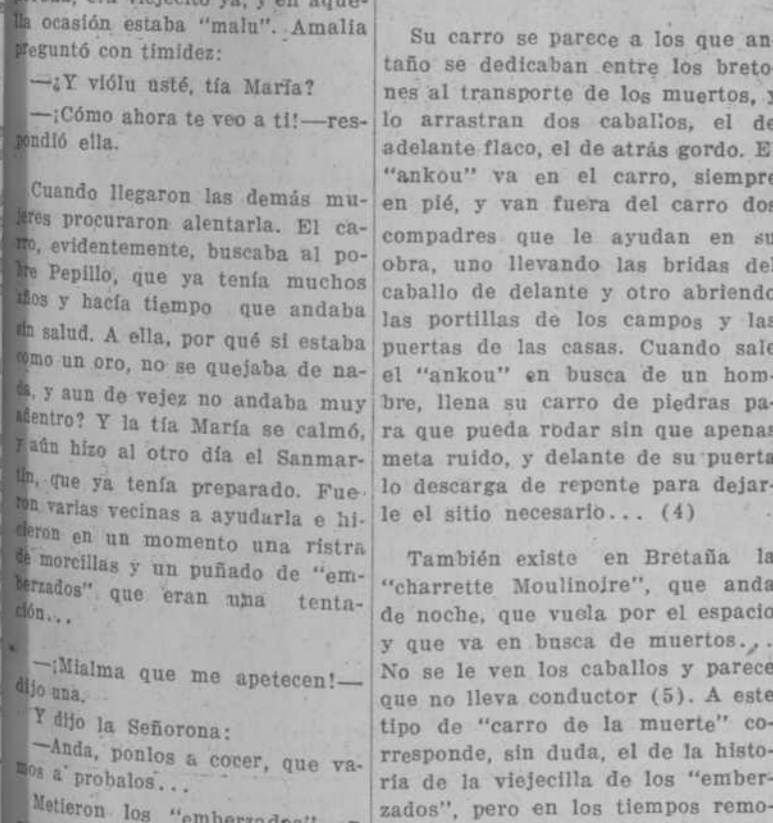 ocasión estaba "malu". Amalia
preguntó con timidez:
—¿Y viólu usté, tía María?
—¡Cómo ahora te veo a ti!—res-
pondió ella.
Cuando llegaron las demás mu-
jeres procuraron alentarla. El ca-
rro, evidentemente, buscaba al po-
bre Pepillo, que ya tenía muchos
años y hacía tiempo que andaba
sin salud. A ella, por qué si estaba
como un oro, no se quejaba de na-
da, y aun de vejez no andaba muy
adentro? Y la tía María se calmó,
y aún hizo al otro día el Sanmar-
tín, que ya tenía preparado. Fue-
ron varias vecinas a ayudarla e hi-
cieron en un momento una ristra
de morcillas y un puñado de "em-
berzados" que eran una tenta-
ción...
—¡Mialma que me apetecen!—
dijo una.
Y dijo la Señorona:
—Anda, ponlos a cocer, que va-
mos a probalos...
Metieron los "emberzados"
Su carro se parece a los que an
taño se dedicaban entre los breto
nes al transporte de los muertos, y
lo arrastran dos caballos, el de
adelante flaco, el de atrás gordo. E
"ankou" va en el carro, siempre
en pié, y van fuera del carro dos
compadres que le ayudan en su
obra, uno llevando las bridas del
caballo de delante y otro abriendo
las portillas de los campos y las
puertas de las casas. Cuando sale
el "ankou" en busca de un hom-
bre, llena su carro de piedras pa-
ra que pueda rodar sin que apenas
meta ruido, y delante de su puerta
lo descarga de repente para dejar-
le el sitio necesario... (4)
También existe en Bretaña la
"charrette Moulinojre", que anda
de noche, que vuela por el espacio
y que va en busca de muertos...
No se le ven los caballos y parece
que no lleva conductor (5). A este
tipo de "carro de la muerte" co-
rresponde, sin duda, el de la histo-
ria de la viejecilla de los "ember-
zados", pero en los tiempos remo-